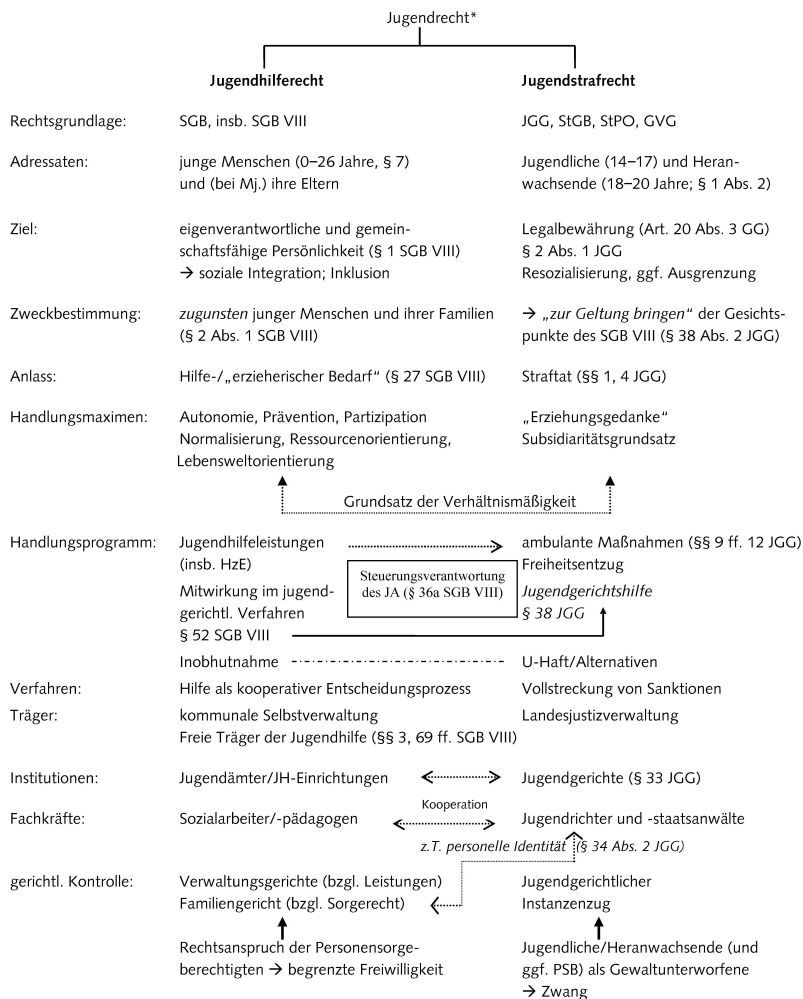 Jugendrecht*
Jugendhilferecht Jugendstrafrecht
Rechtsgrundlage: SGB, insb. SGB VIII JGG, StGB, StPO, GVG
Adressaten: junge Menschen (0–26 Jahre, § 7) Jugendliche (14–17) und Heran-
und (bei Mj.) ihre Eltern wachsende (18–20 Jahre; § 1 Abs. 2)
Ziel: eigenverantwortliche und gemein- Legalbewährung (Art. 20 Abs. 3 GG)
schaftsfähige Persönlichkeit (§ 1 SGB VIII) § 2 Abs. 1 JGG
→ soziale Integration; Inklusion Resozialisierung, ggf. Ausgrenzung
Zweckbestimmung: zugunsten junger Menschen und ihrer Familien → „zur Geltung bringen“ der Gesichts-
(§ 2 Abs. 1 SGB VIII) punkte des SGB VIII (§ 38 Abs. 2 JGG)
Anlass: Hilfe-/„erzieherischer Bedarf“ (§ 27 SGB VIII) Straftat (§§ 1, 4 JGG)
Handlungsmaximen: Autonomie, Prävention, Partizipation „Erziehungsgedanke“
Normalisierung, Ressourcenorientierung, Subsidiaritätsgrundsatz
Lebensweltorientierung
Grundsatz der Verhältnismäßigkeit
Handlungsprogramm: Jugendhilfeleistungen ambulante Maßnahmen (§§ 9 ff. 12 JGG)
(insb. HzE) Freiheitsentzug
Steuerungsverantwortung
des JA (§ 36a SGB VIII)
Mitwirkung im jugend- Jugendgerichtshilfe
gerichtl. Verfahren § 38 JGG
§ 52 SGB VIII
Inobhutnahme U-Haft/Alternativen
Verfahren: Hilfe als kooperativer Entscheidungsprozess Vollstreckung von Sanktionen
Träger: kommunale Selbstverwaltung Landesjustizverwaltung
Freie Träger der Jugendhilfe (§§ 3, 69 ff. SGB VIII)
Institutionen: Jugendämter/JH-Einrichtungen Jugendgerichte (§ 33 JGG)
Kooperation
Fachkräfte: Sozialarbeiter/-pädagogen Jugendrichter und -staatsanwälte
z.T. personelle Identität (§ 34 Abs. 2 JGG)
gerichtl. Kontrolle: Verwaltungsgerichte (bzgl. Leistungen) Jugendgerichtlicher
Familiengericht (bzgl. Sorgerecht) Instanzenzug
Rechtsanspruch der Personensorge- Jugendliche/Heranwachsende (und
berechtigten → begrenzte Freiwilligkeit ggf. PSB) als Gewaltunterworfene
→ Zwang